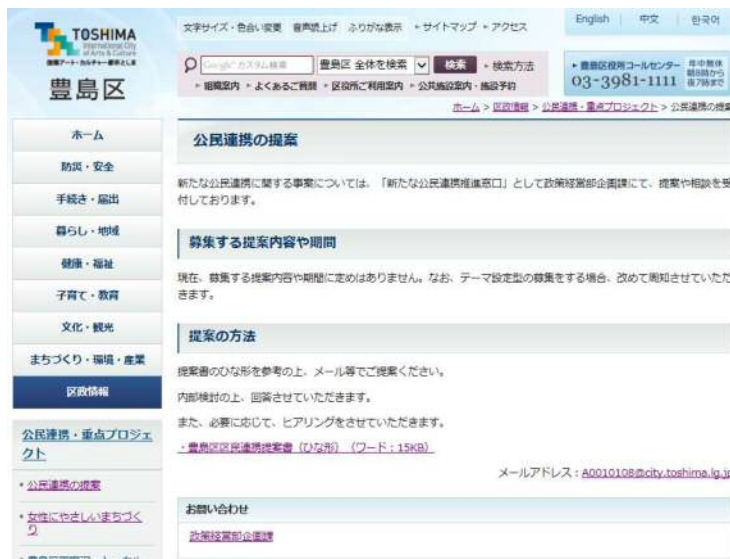 TOSHIMA
International City
of Arts & Culture
国際アート・カルチャー都市としま
豊島区
文字サイズ・色合い変更 音声読上げ ふりがな表示 サイトマップ アクセス
English 中文 한국어
Google カスタム検索 豊島区 全体を検索 検索 検索方法
組織案内 よくあるご質問 区役所ご利用案内 公共施設案内・施設予約
豊島区役所コールセンター 年中無休
03-3981-1111 朝8時から
夜7時まで
ホーム > 区政情報 > 公民連携・重点プロジェクト > 公民連携の提案
ホーム
防災・安全
手続き・届出
暮らし・地域
健康・福祉
子育て・教育
文化・観光
まちづくり・環境・産業
区政情報
公民連携・重点プロジェ
クト
公民連携の提案
女性にやさしいまちづく
り
公民連携の提案
新たな公民連携に関する事案については、「新たな公民連携推進窓口」として政策経営部企画課にて、提案や相談を受
付しております。
募集する提案内容や期間
現在、募集する提案内容や期間に定めはありません。なお、テーマ設定型の募集をする場合、改めて周知させていただ
きます。
提案の方法
提案書のひな形を参考の上、メール等でご提案ください。
内部検討の上、回答させていただきます。
また、必要に応じて、ヒアリングをさせていただきます。
・豊島区区民連携提案書(ひな形)(ワード:15KB)
メールアドレス:A0010108@city.toshima.lg.jp
お問い合わせ
政策経営部企画課